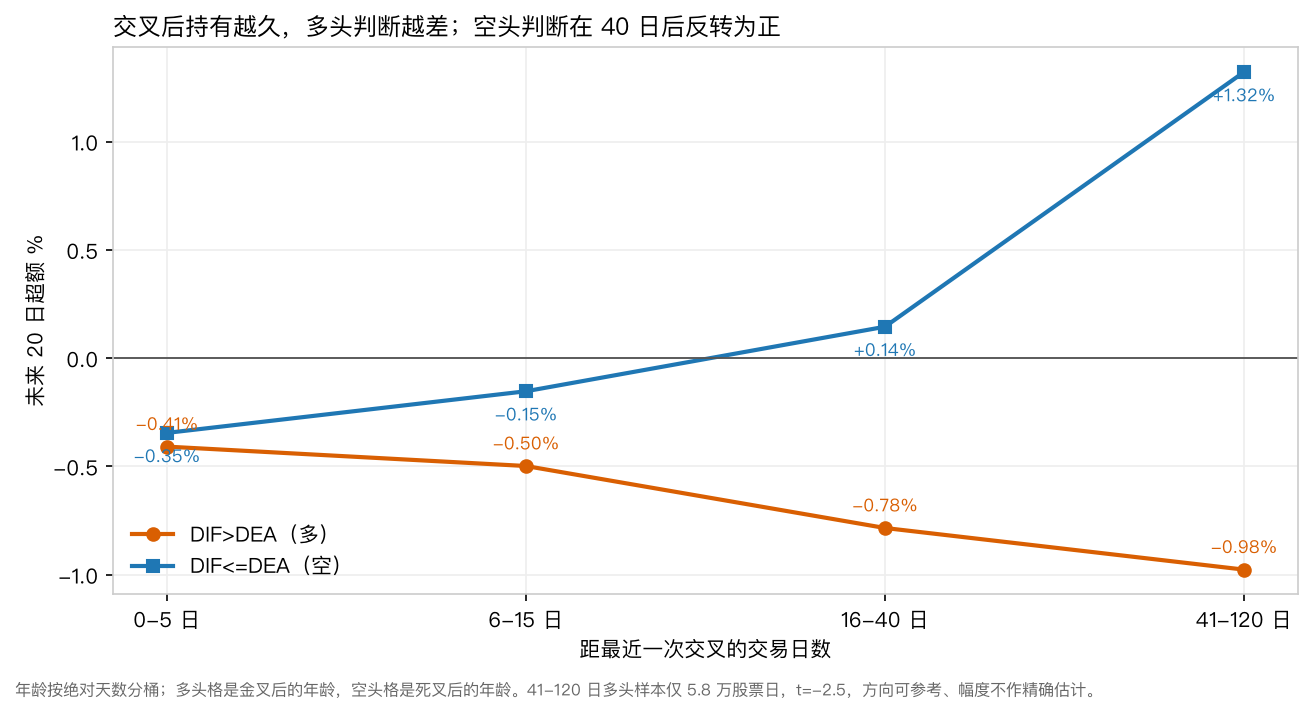 交叉后持有越久，多头判断越差；空头判断在 40 日后反转为正
未来 20 日超额 %
1.0
0.5
0.0
−0.5
−1.0
+1.32%
+0.14%
−0.15%
−0.41%
−0.35%
−0.50%
−0.78%
−0.98%
DIF>DEA（多）
DIF<=DEA（空）
0–5 日
6–15 日
16–40 日
41–120 日
距最近一次交叉的交易日数
年龄按绝对天数分桶；多头格是金叉后的年龄，空头格是死叉后的年龄。41–120 日多头样本仅 5.8 万股票日，t=−2.5，方向可参考、幅度不作精确估计。